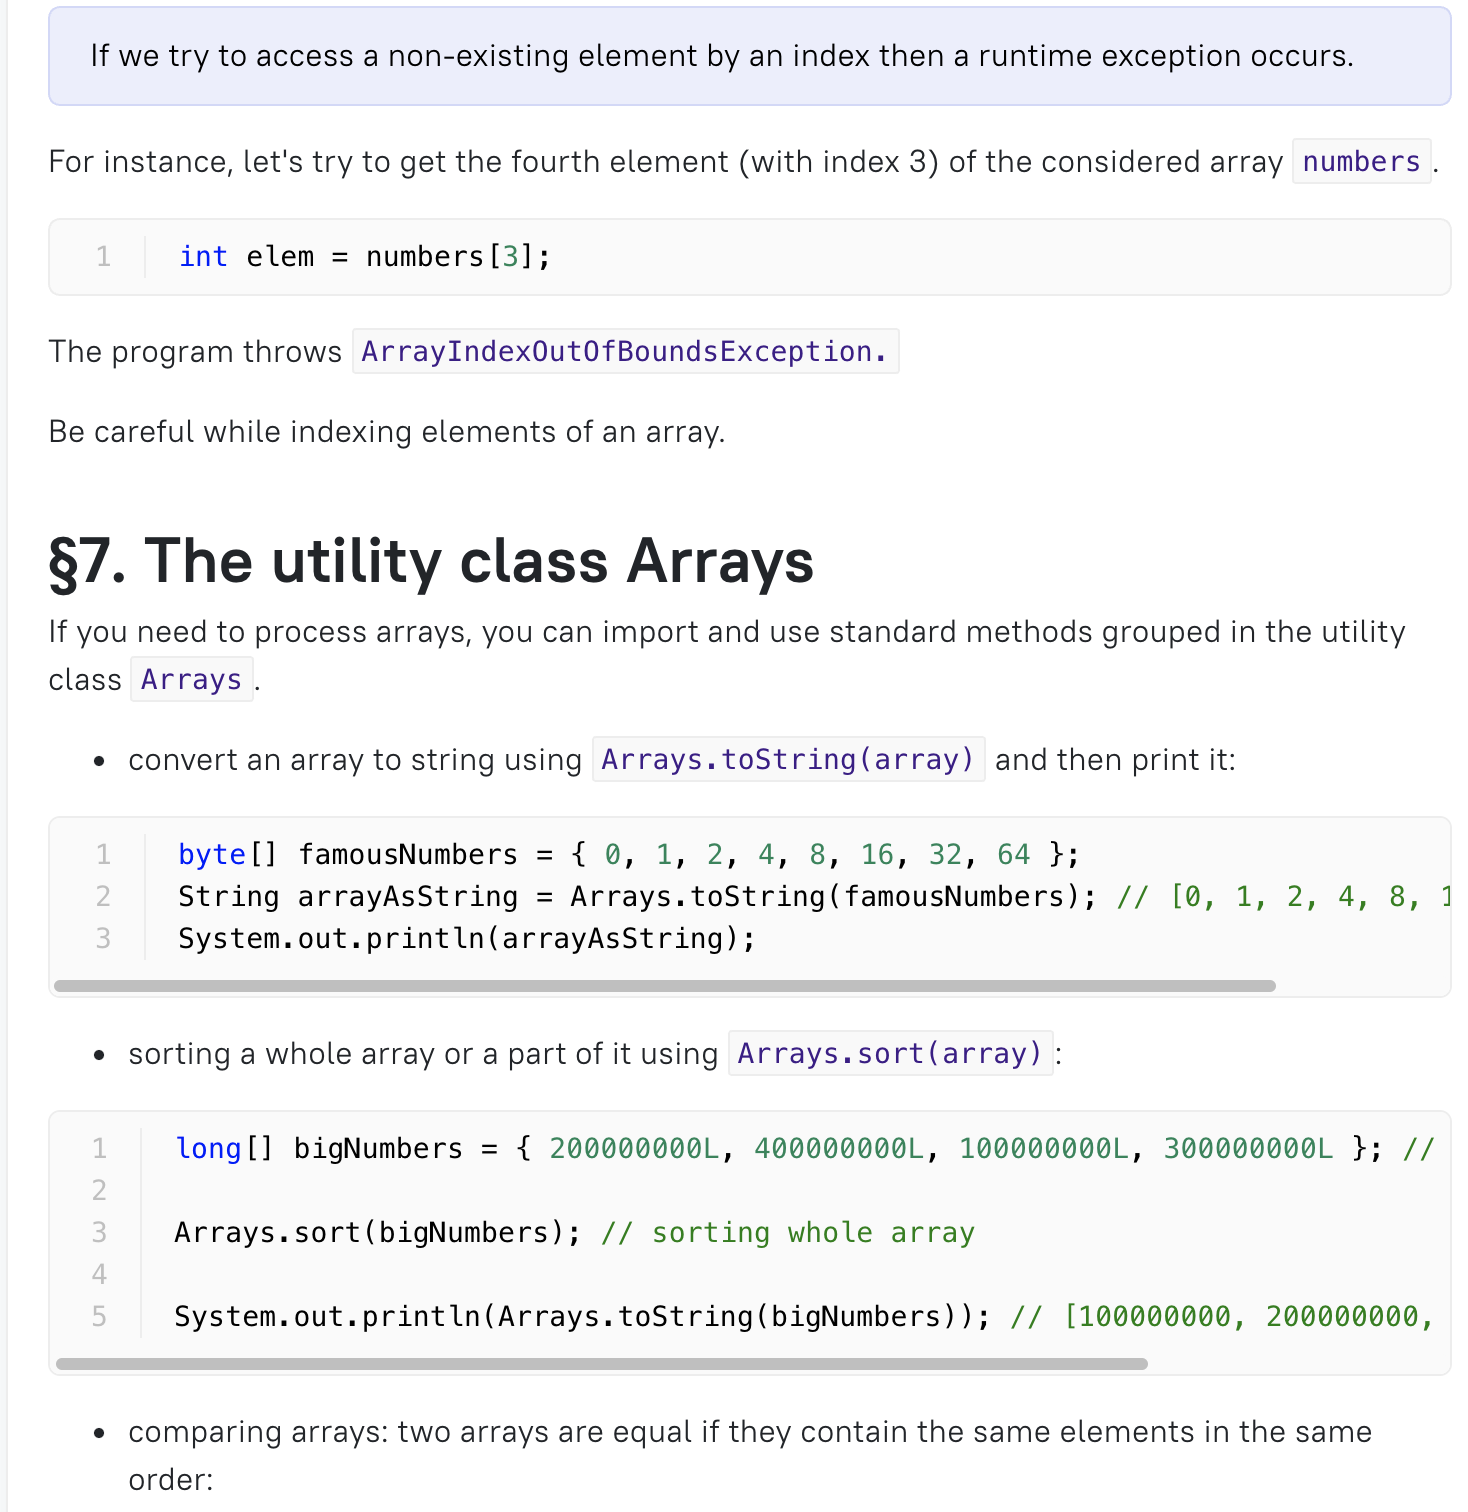 If we try to access a non-existing element by an index then a runtime exception occurs.
For instance, let's try to get the fourth element (with index 3) of the considered array numbers.
1 int elem = numbers[3];
The program throws ArrayIndexOutOfBoundsException.
Be careful while indexing elements of an array.
§7. The utility class Arrays
If you need to process arrays, you can import and use standard methods grouped in the utility
class Arrays.
• convert an array to string using Arrays.toString(array) and then print it:
1 byte[] famousNumbers = { 0, 1, 2, 4, 8, 16, 32, 64 };
2 String arrayAsString = Arrays.toString(famousNumbers); // [0, 1, 2, 4, 8, 1
3 System.out.println(arrayAsString);
• sorting a whole array or a part of it using Arrays.sort(array):
1 long[] bigNumbers = { 200000000L, 400000000L, 100000000L, 300000000L }; //
2
3 Arrays.sort(bigNumbers); // sorting whole array
4
5 System.out.println(Arrays.toString(bigNumbers)); // [100000000, 200000000,
• comparing arrays: two arrays are equal if they contain the same elements in the same
order: